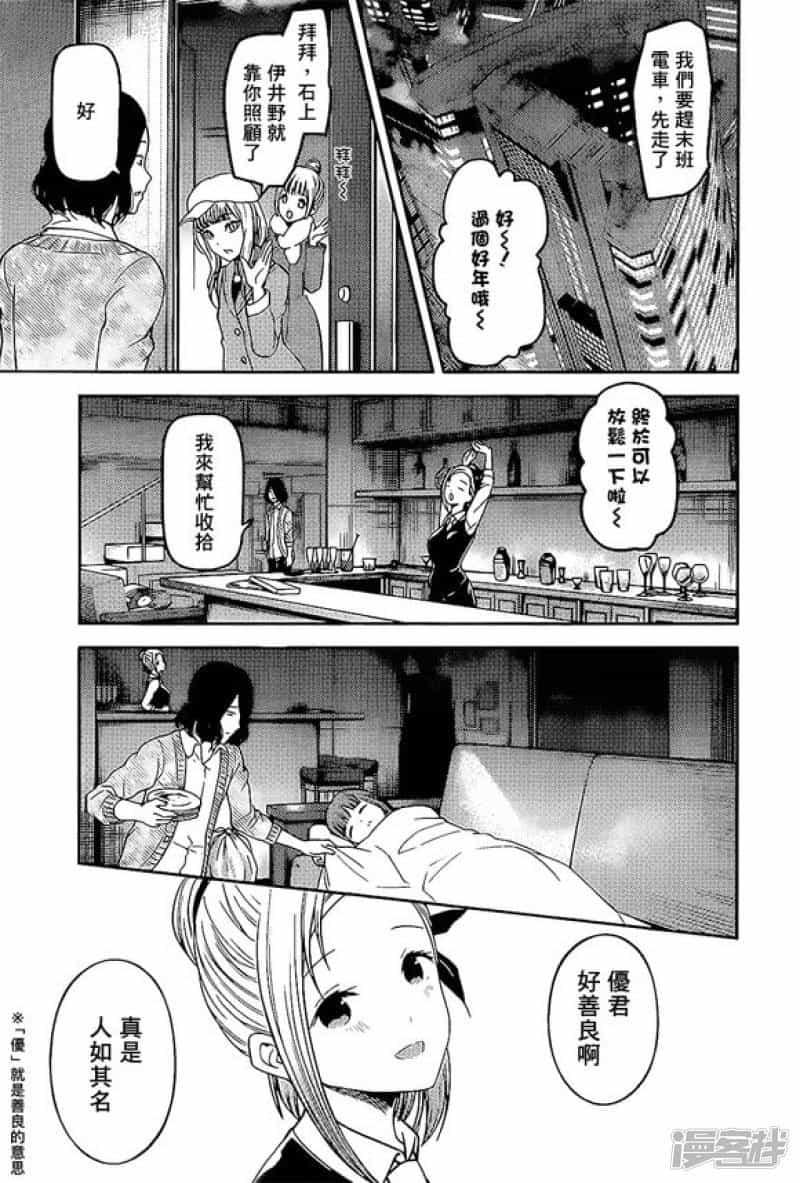 我們要趕末班
電車，先走了
好～！
過個好年哦～
拜拜，石上
伊井野就
靠你照顧了
拜拜～
好
終於可以
放鬆一下啦～
我來幫忙收拾
優君
好善良啊
真是
人如其名
※「優」就是善良的意思
漫客栈